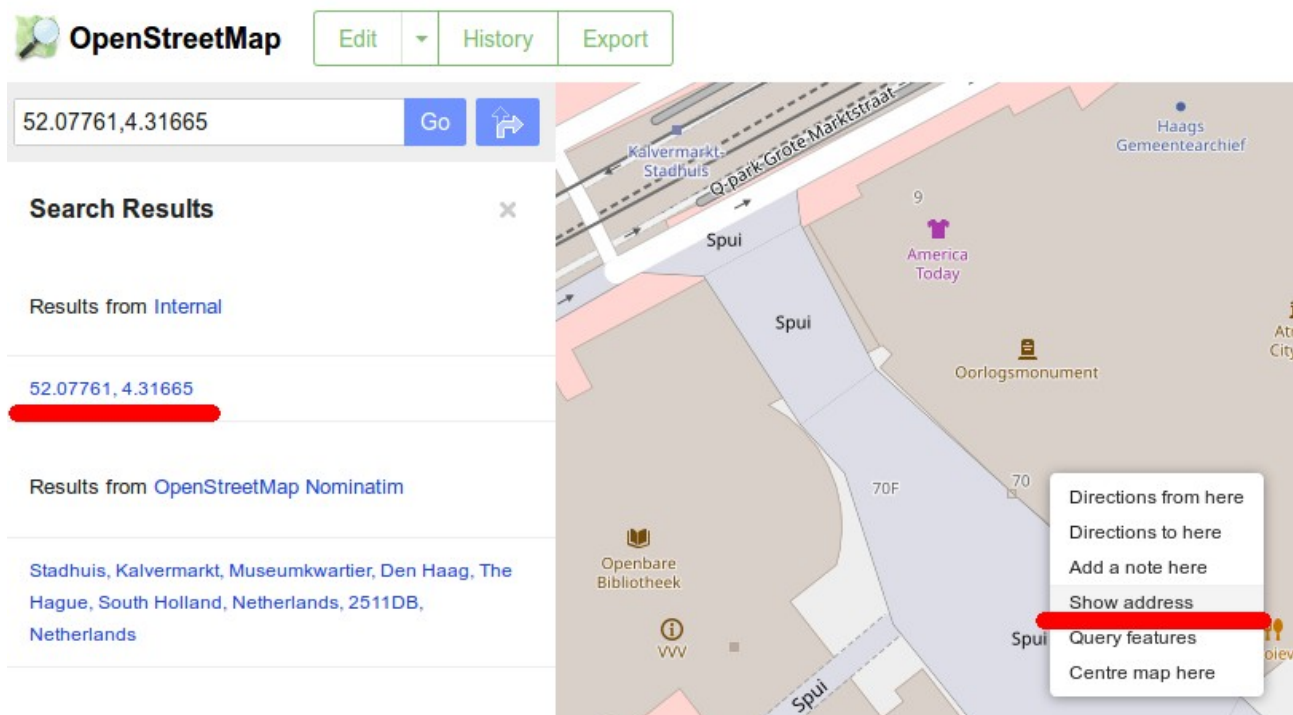 OpenStreetMap
Edit
History
Export
52.07761,4.31665
Go
Search Results
×
Results from Internal
52.07761, 4.31665
Results from OpenStreetMap Nominatim
Stadhuis, Kalvermarkt, Museumkwartier, Den Haag, The
Hague, South Holland, Netherlands, 2511DB,
Netherlands
Kalvermarkt-
Stadhuis
Q-park Grote Marktstraat
Haags
Gemeentearchief
9
Spui
America
Today
Spui
Oorlogsmonument
City
70F
70
Openbare
Bibliotheek
VVV
Spui
Spui
Directions from here
Directions to here
Add a note here
Show address
Query features
Centre map here